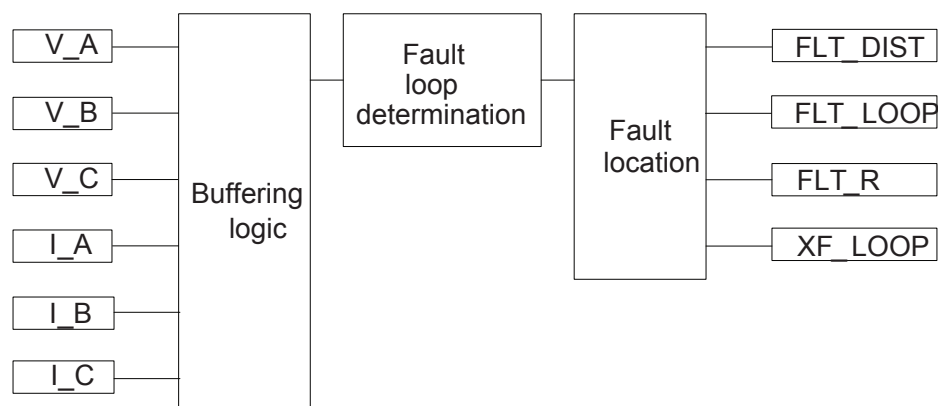 V_A
V_B
V_C
I_A
I_B
I_C
Buffering
logic
Fault
loop
determination
Fault
location
FLT_DIST
FLT_LOOP
FLT_R
XF_LOOP